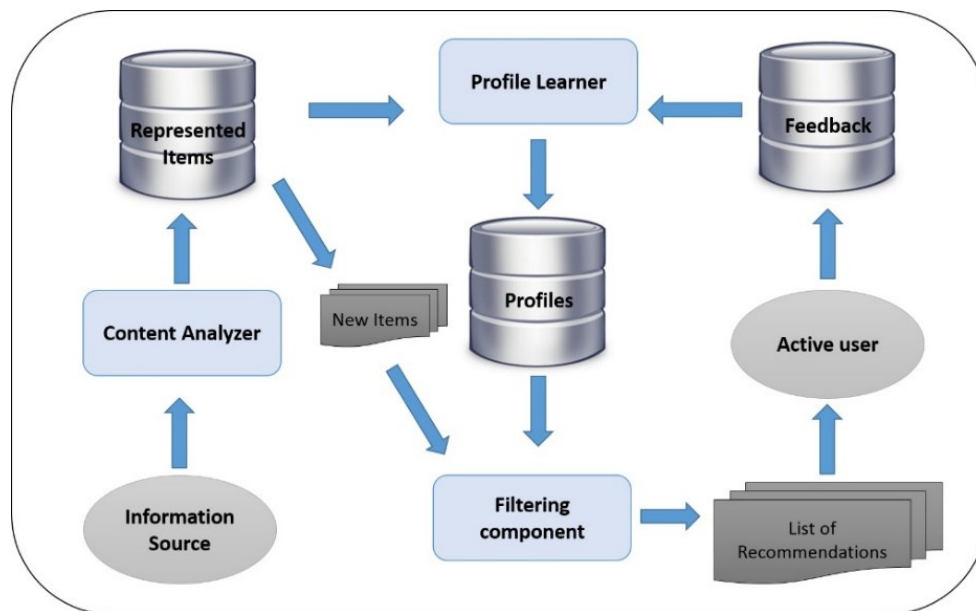 Profile Learner
Represented
Items
Feedback
Profiles
New Items
Content Analyzer
Active user
Information
Source
Filtering
component
List of
Recommendations